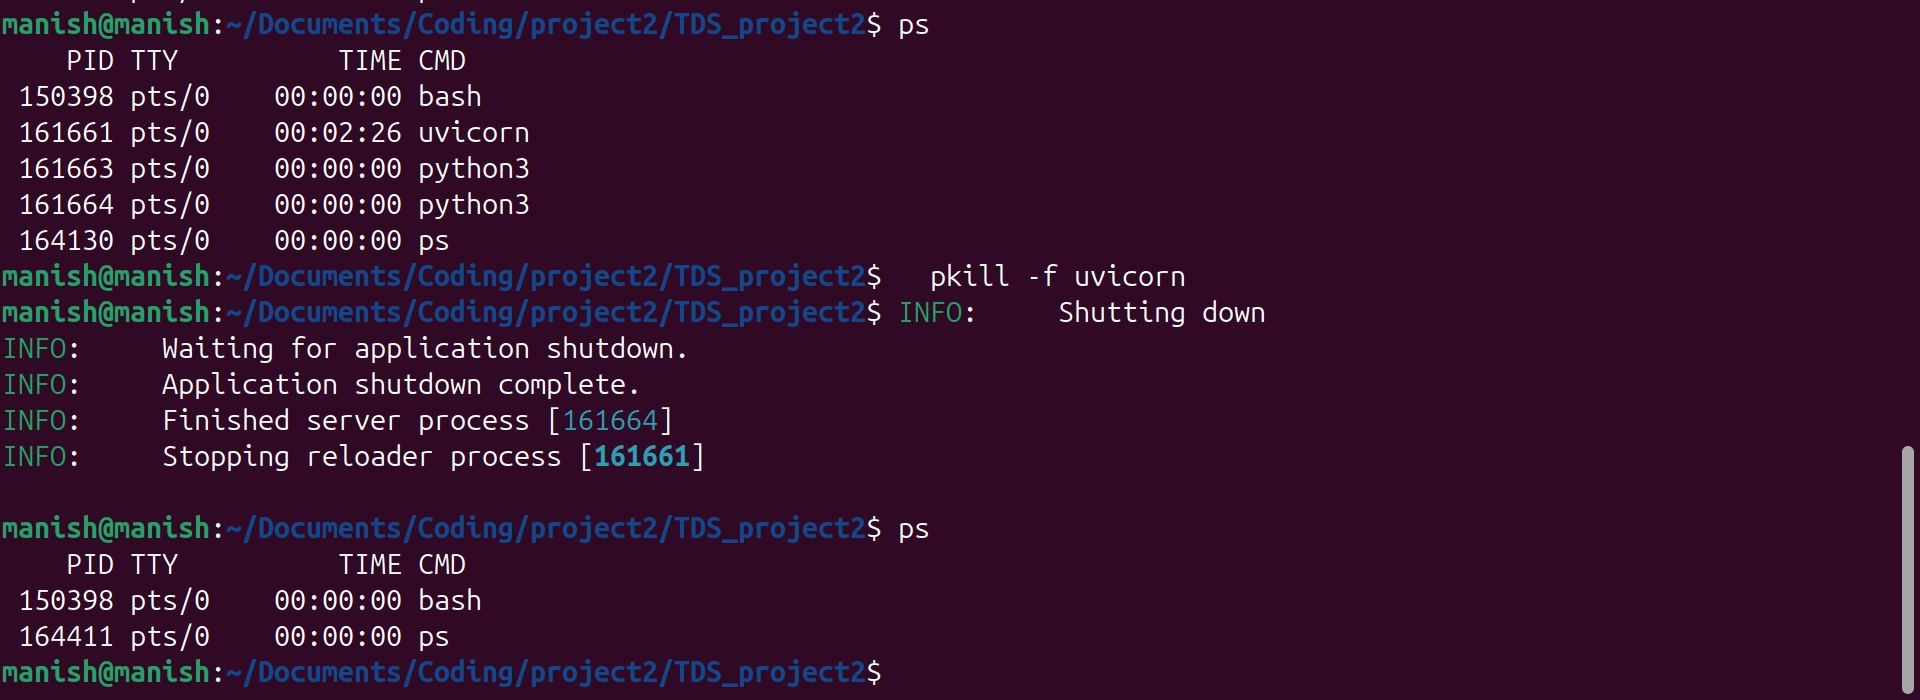 manish@manish:~/Documents/Coding/project2/TDS_project2$ ps
    PID TTY          TIME CMD
 150398 pts/0    00:00:00 bash
 161661 pts/0    00:02:26 uvicorn
 161663 pts/0    00:00:00 python3
 161664 pts/0    00:00:00 python3
 164130 pts/0    00:00:00 ps
manish@manish:~/Documents/Coding/project2/TDS_project2$   pkill -f uvicorn
manish@manish:~/Documents/Coding/project2/TDS_project2$ INFO:     Shutting down
INFO:     Waiting for application shutdown.
INFO:     Application shutdown complete.
INFO:     Finished server process [161664]
INFO:     Stopping reloader process [161661]

manish@manish:~/Documents/Coding/project2/TDS_project2$ ps
    PID TTY          TIME CMD
 150398 pts/0    00:00:00 bash
 164411 pts/0    00:00:00 ps
manish@manish:~/Documents/Coding/project2/TDS_project2$